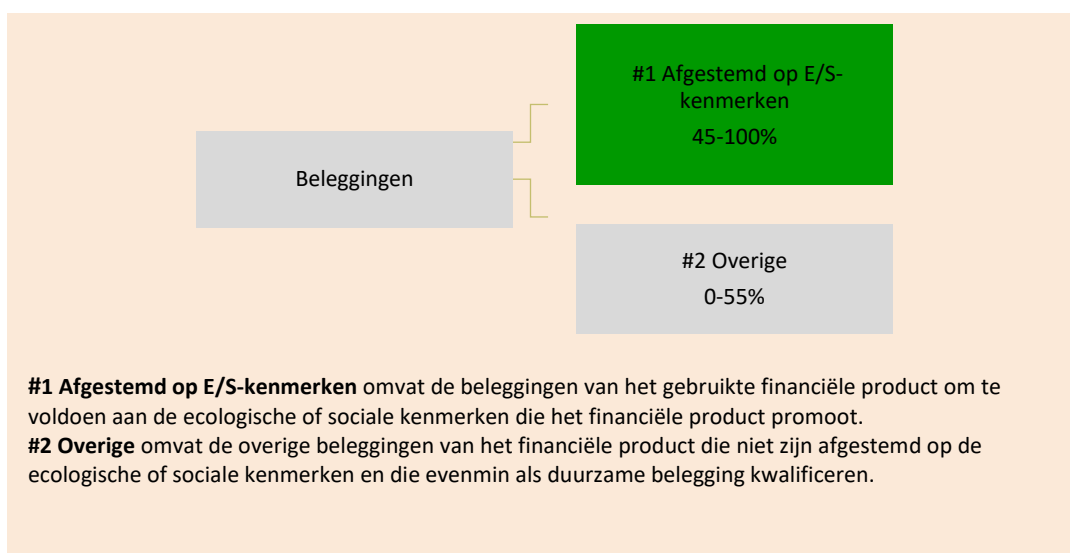 #1 Afgestemd op E/S-
kenmerken
45-100%
Beleggingen
#2 Overige
0-55%
#1 Afgestemd op E/S-kenmerken omvat de beleggingen van het gebruikte financiële product om te
voldoen aan de ecologische of sociale kenmerken die het financiële product promoot.
#2 Overige omvat de overige beleggingen van het financiële product die niet zijn afgestemd op de
ecologische of sociale kenmerken en die evenmin als duurzame belegging kwalificeren.